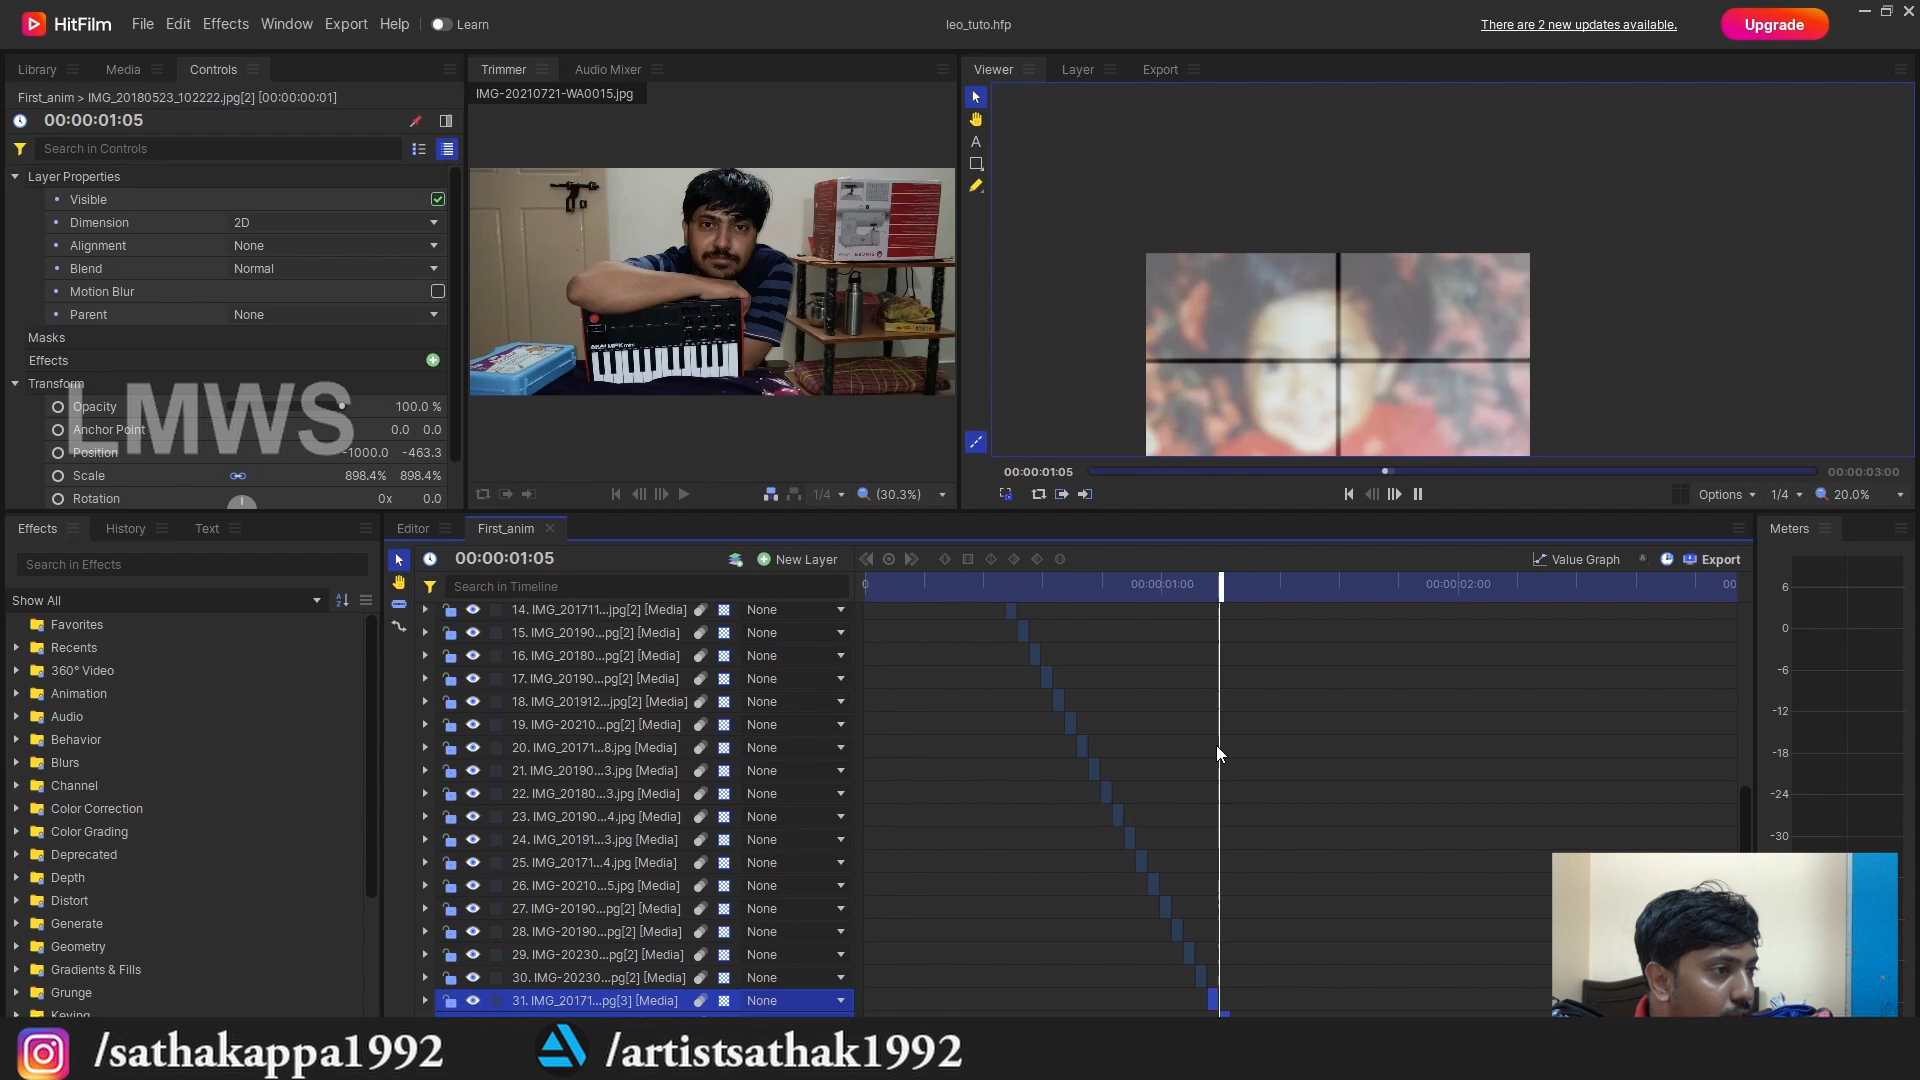 HitFilm File Edit Effects Window Export Help Learn leo_tuto.hfp There are 2 new updates available. Upgrade
Library Media Controls
First_anim > IMG_20180523_102222.jpg[2] [00:00:00:01]
00:00:01:05
Search in Controls
Layer Properties
Visible
Dimension 2D
Alignment None
Blend Normal
Motion Blur
Parent None
Masks
Effects
Transform
LMWS
Opacity 100.0 %
Anchor Point 0.0 0.0
Position -1000.0 -463.3
Scale 898.4% 898.4%
Rotation 0x 0.0
Trimmer Audio Mixer
IMG-20210721-WA0015.jpg
AKAI MPK mini
1/4 (30.3%)
Viewer Layer Export
A
00:00:01:05 00:00:03:00
Options 1/4 20.0%
Effects History Text
Search in Effects
Show All
Favorites
Recents
360° Video
Animation
Audio
Behavior
Blurs
Channel
Color Correction
Color Grading
Deprecated
Depth
Distort
Generate
Geometry
Gradients & Fills
Grunge
Keying
Editor First_anim
00:00:01:05 New Layer Value Graph Export
Search in Timeline 0 00:00:01:00 00:00:02:00 00
14. IMG_201711...jpg[2] [Media] None
15. IMG_20190...pg[2] [Media] None
16. IMG_20180...pg[2] [Media] None
17. IMG_20190...pg[2] [Media] None
18. IMG_201912...jpg[2] [Media] None
19. IMG-20210...pg[2] [Media] None
20. IMG_20171...8.jpg [Media] None
21. IMG_20190...3.jpg [Media] None
22. IMG_20180...3.jpg [Media] None
23. IMG_20190...4.jpg [Media] None
24. IMG_20191...3.jpg [Media] None
25. IMG_20171...4.jpg [Media] None
26. IMG-20210...5.jpg [Media] None
27. IMG-20190...pg[2] [Media] None
28. IMG-20190...pg[2] [Media] None
29. IMG-20230...pg[2] [Media] None
30. IMG-20230...pg[2] [Media] None
31. IMG_20171...pg[3] [Media] None
Meters
6
0
-6
-12
-18
-24
-30
/sathakappa1992 /artistsathak1992